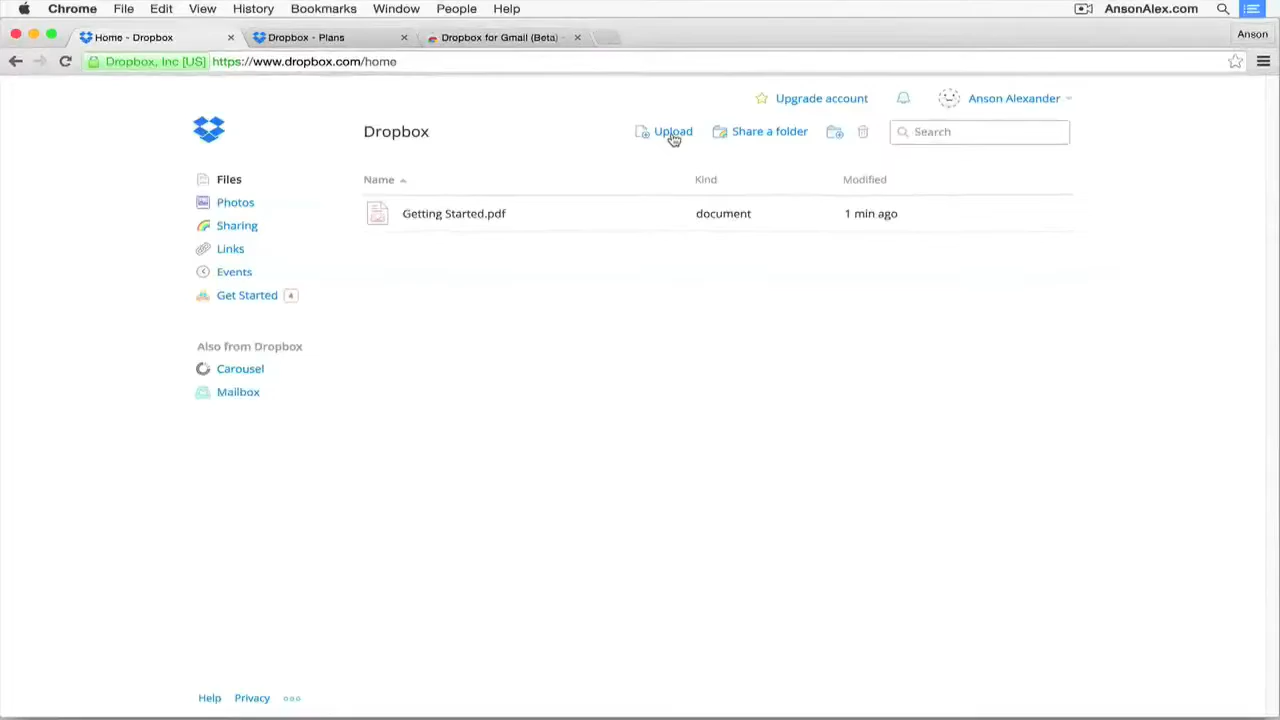 Chrome File Edit View History Bookmarks Window People Help AnsonAlex.com
Home - Dropbox Dropbox - Plans Dropbox for Gmail (Beta) - Anson
Dropbox, Inc [US] https://www.dropbox.com/home
Upgrade account Anson Alexander
Dropbox Upload Share a folder Search
Files Name Kind Modified
Photos
Getting Started.pdf document 1 min ago
Sharing
Links
Events
Get Started 4
Also from Dropbox
Carousel
Mailbox
Help Privacy